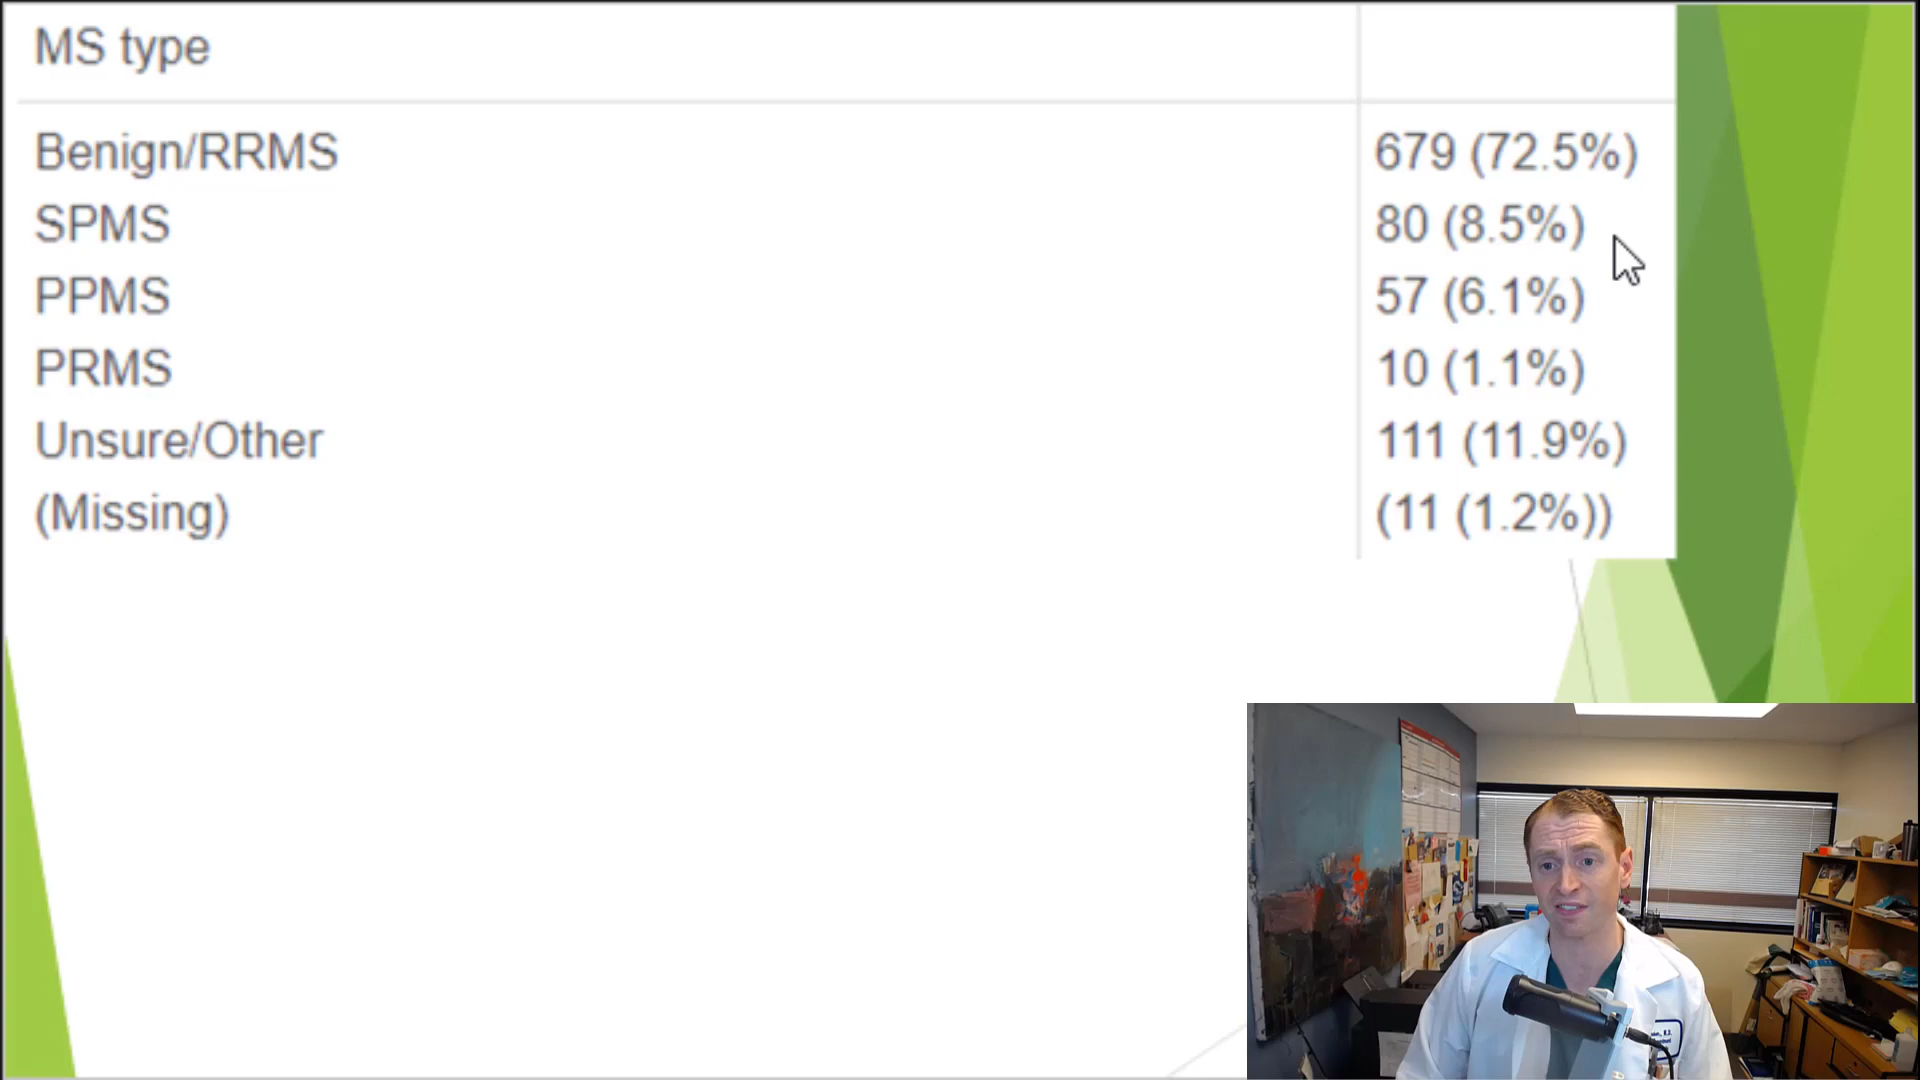 MS type
Benign/RRMS 679 (72.5%)
SPMS 80 (8.5%)
PPMS 57 (6.1%)
PRMS 10 (1.1%)
Unsure/Other 111 (11.9%)
(Missing) (11 (1.2%))